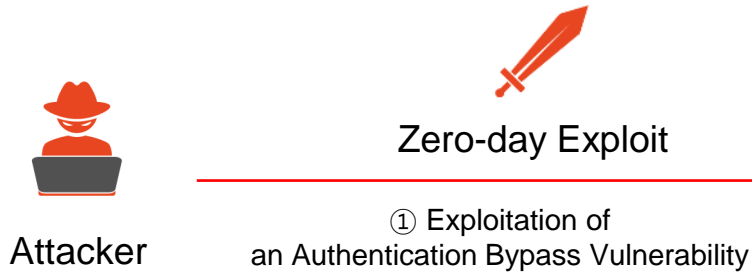 Zero-day Exploit
① Exploitation of
an Authentication Bypass Vulnerability
Attacker